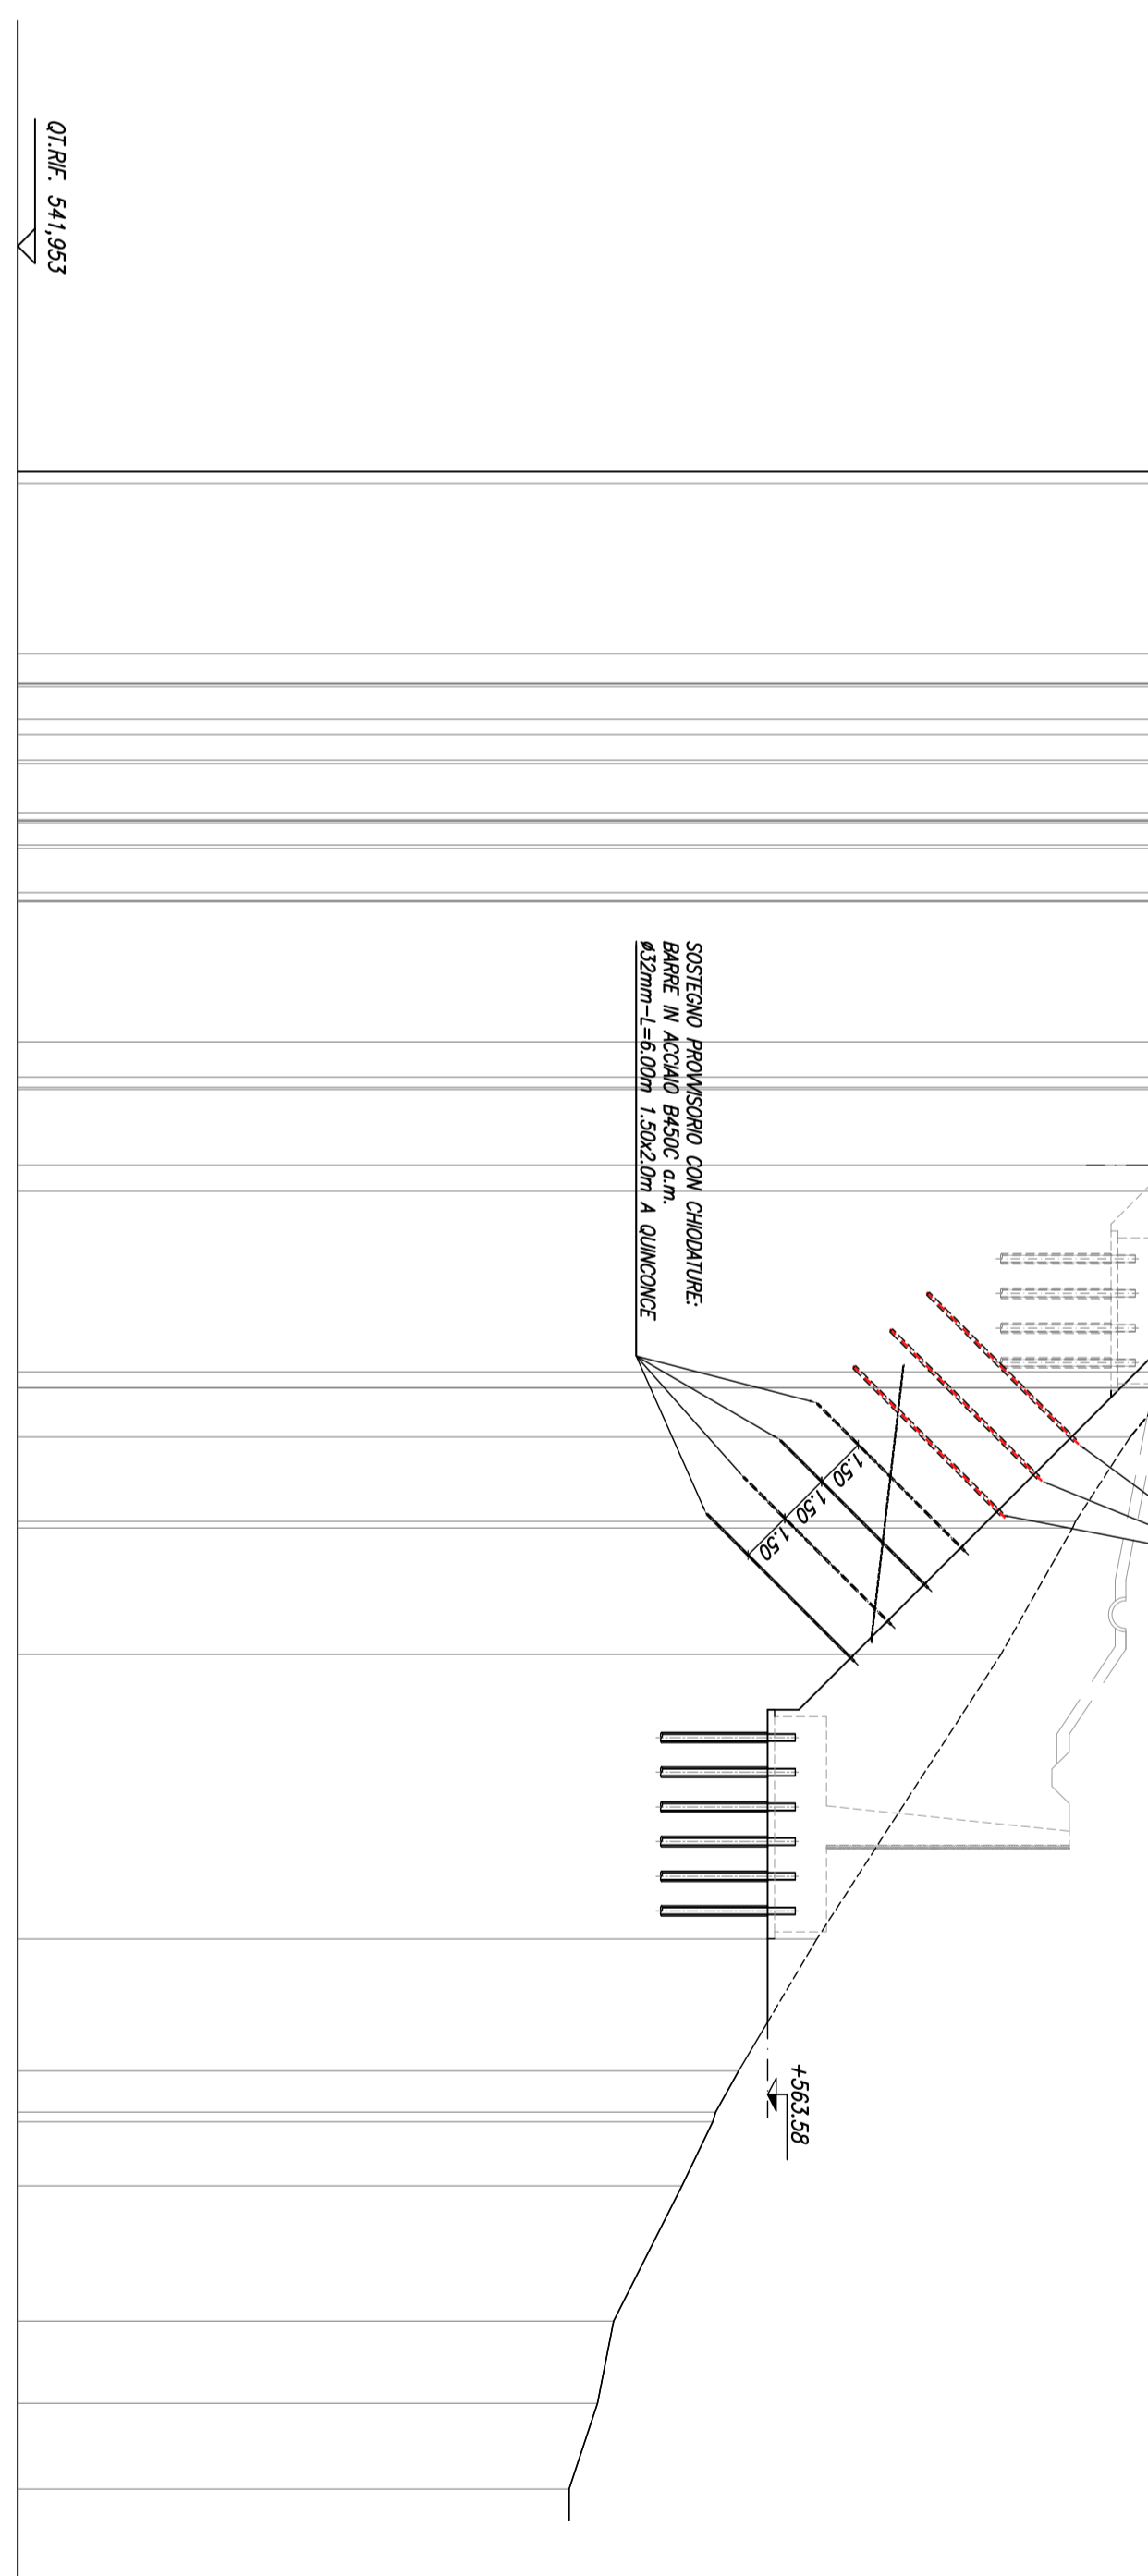 QT.RIF. 541,953
SOSTEGNO PROVVISORIO CON CHIODATURE:
BARRE IN ACCIAIO B450C a.m.
ø32mm-L=6.00m 1.50x2.0m A QUINCONCE
1.50
1.50
1.50
+563.58